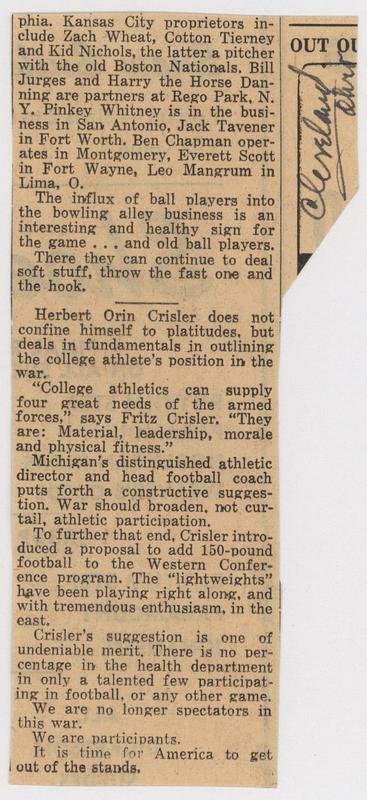 phia. Kansas City proprietors in-
clude Zach Wheat, Cotton Tierney
and Kid Nichols, the latter a pitcher
with the old Boston Nationals. Bill
Jurges and Harry the Horse Dan-
ning are partners at Rego Park, N.
Y. Pinkey Whitney is in the busi-
ness in San Antonio, Jack Tavener
in Fort Worth. Ben Chapman oper-
ates in Montgomery, Everett Scott
in Fort Wayne, Leo Mangrum in
Lima, O.
The influx of ball players into
the bowling alley business is an
interesting and healthy sign for
the game . . . and old ball players.
There they can continue to deal
soft stuff, throw the fast one and
the hook.
Herbert Orin Crisler does not
confine himself to platitudes, but
deals in fundamentals in outlining
the college athlete's position in the
war.
"College athletics can supply
four great needs of the armed
forces," says Fritz Crisler. "They
are: Material, leadership, morale
and physical fitness."
Michigan's distinguished athletic
director and head football coach
puts forth a constructive sugges-
tion. War should broaden, not cur-
tail, athletic participation.
To further that end, Crisler intro-
duced a proposal to add 150-pound
football to the Western Confer-
ence program. The "lightweights"
have been playing right along, and
with tremendous enthusiasm, in the
east.
Crisler's suggestion is one of
undeniable merit. There is no per-
centage in the health department
in only a talented few participat-
ing in football, or any other game.
We are no longer spectators in
this war.
We are participants.
It is time for America to get
out of the stands.
OUT OU
Cleveland